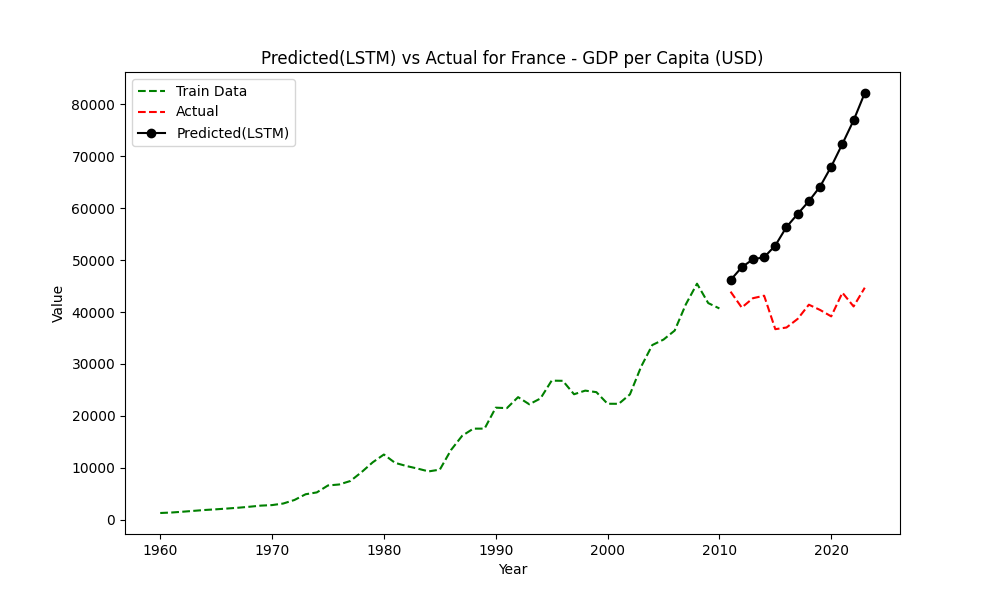 Predicted(LSTM) vs Actual for France - GDP per Capita (USD)
Train Data
Actual
Predicted(LSTM)
80000
70000
60000
50000
40000
30000
20000
10000
0
Value
1960 1970 1980 1990 2000 2010 2020
Year